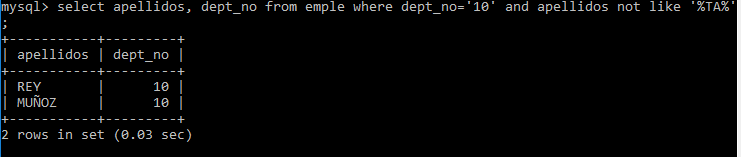 mysql> select apellidos, dept_no from emple where dept_no='10' and apellidos not like '%TA%'
;
+-----------+---------+
| apellidos | dept_no |
+-----------+---------+
| REY       |      10 |
| MUÑOZ     |      10 |
+-----------+---------+
2 rows in set (0.03 sec)